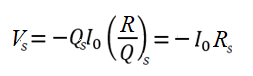 V_s = −Q_s I_0 (R/Q)_s = −I_0 R_s